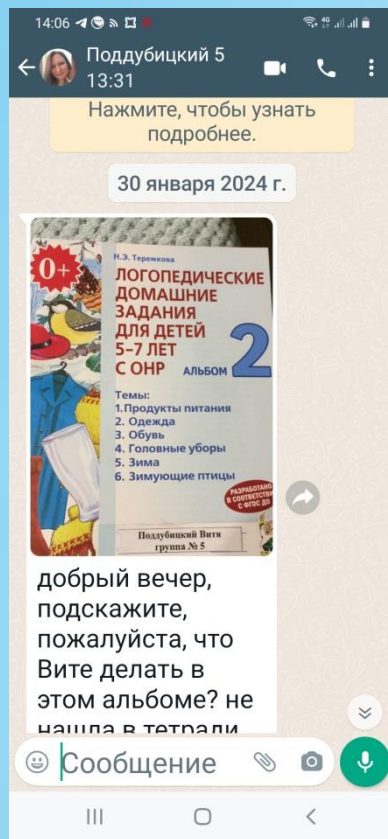 14:06
Поддубицкий 5
13:31
Нажмите, чтобы узнать
подробнее.
30 января 2024 г.
0+
Н.Э. Теремкова
ЛОГОПЕДИЧЕСКИЕ
ДОМАШНИЕ
ЗАДАНИЯ
ДЛЯ ДЕТЕЙ
5-7 ЛЕТ
С ОНР АЛЬБОМ 2
Темы:
1.Продукты питания
2. Одежда
3. Обувь
4. Головные уборы
5. Зима
6. Зимующие птицы
РАЗРАБОТАНО
В СООТВЕТСТВИИ
С ФГОС ДО
Поддубицкий Витя
группа № 5
добрый вечер,
подскажите,
пожалуйста, что
Вите делать в
этом альбоме? не
нашла в тетради
Сообщение